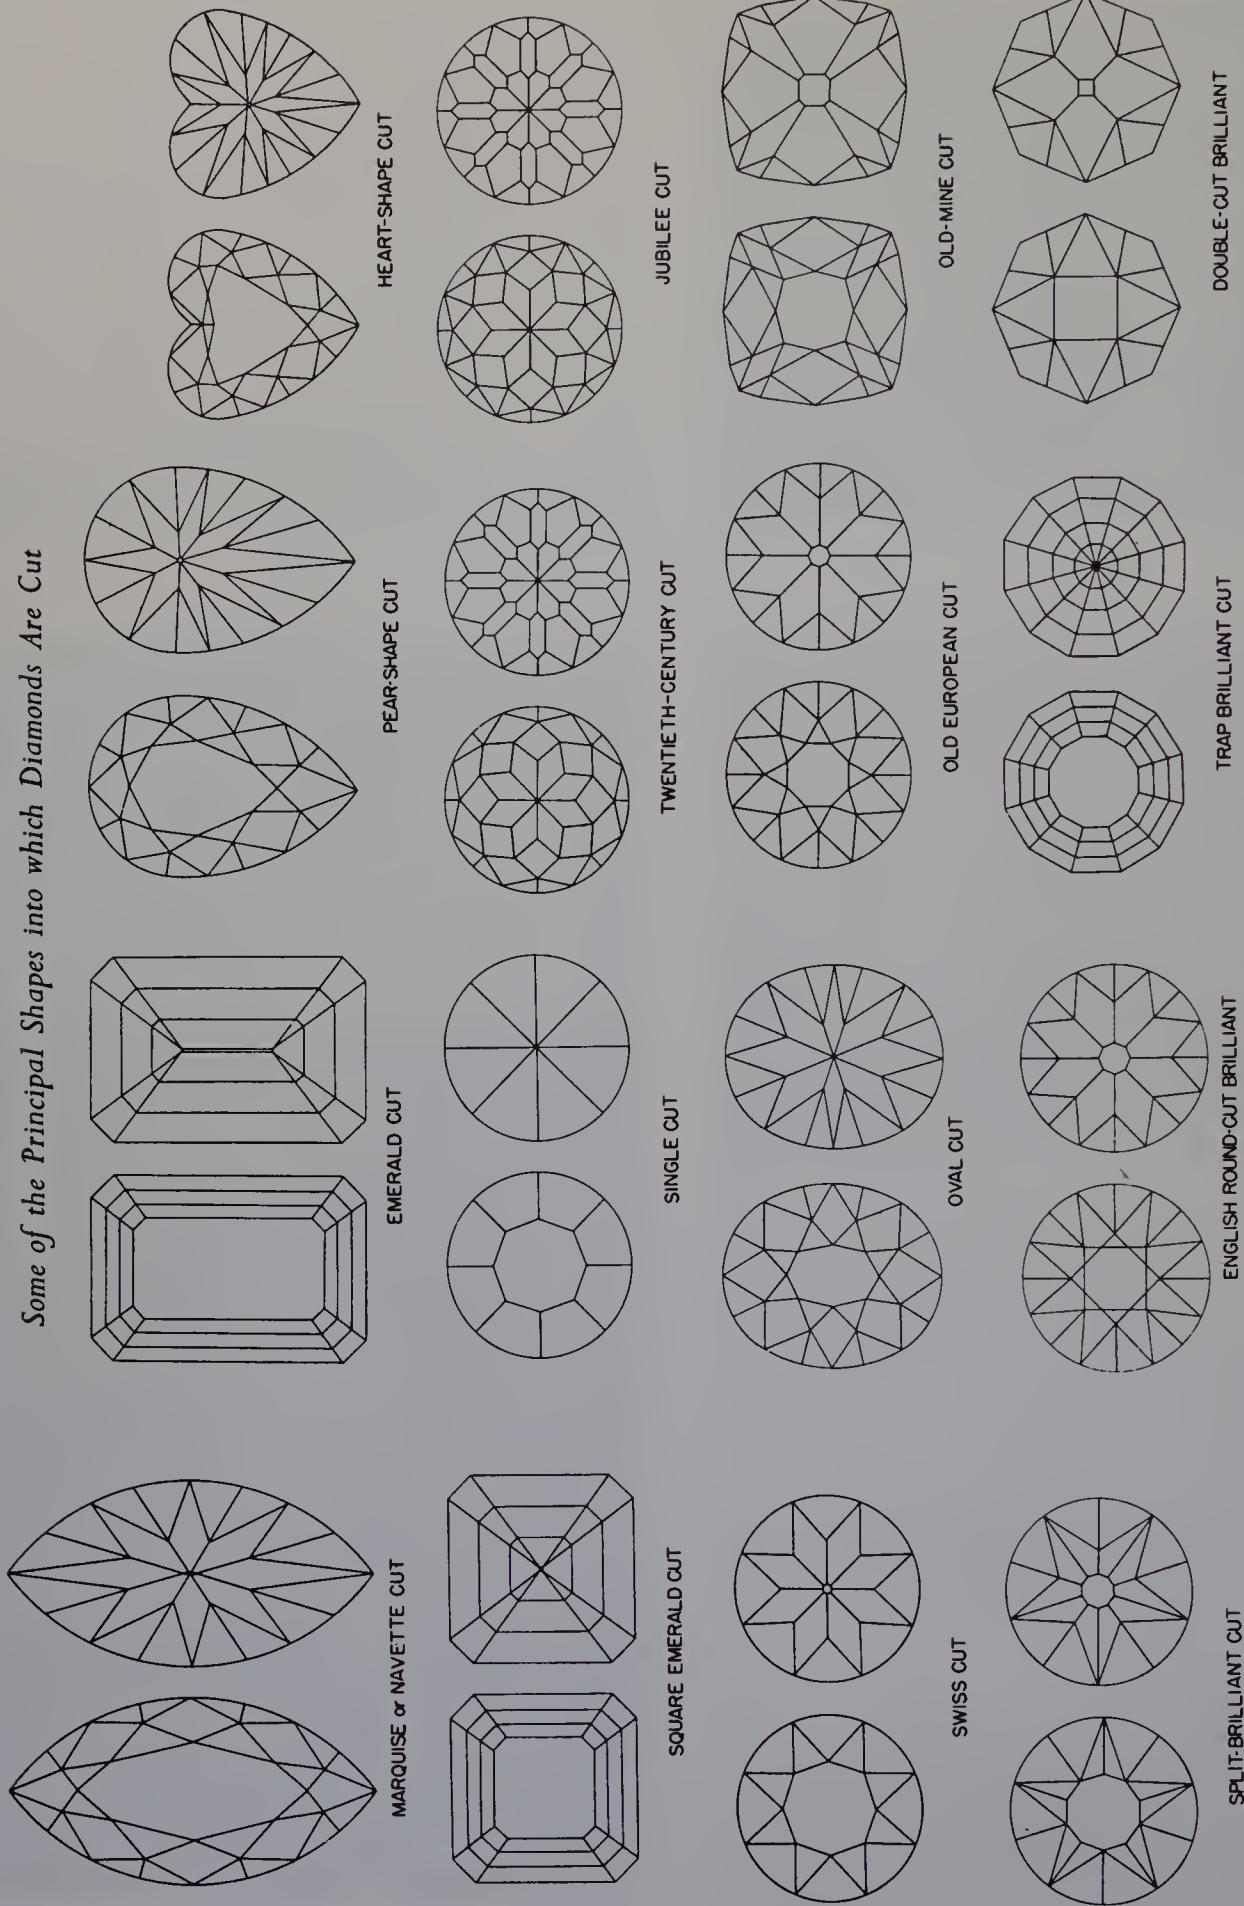 Some of the Principal Shapes into which Diamonds Are Cut
MARQUISE or NAVETTE CUT
EMERALD CUT
PEAR-SHAPE CUT
HEART-SHAPE CUT
SQUARE EMERALD CUT
SINGLE CUT
TWENTIETH-CENTURY CUT
JUBILEE CUT
SWISS CUT
OVAL CUT
OLD EUROPEAN CUT
OLD-MINE CUT
SPLIT-BRILLIANT CUT
ENGLISH ROUND-CUT BRILLIANT
TRAP BRILLIANT CUT
DOUBLE-CUT BRILLIANT